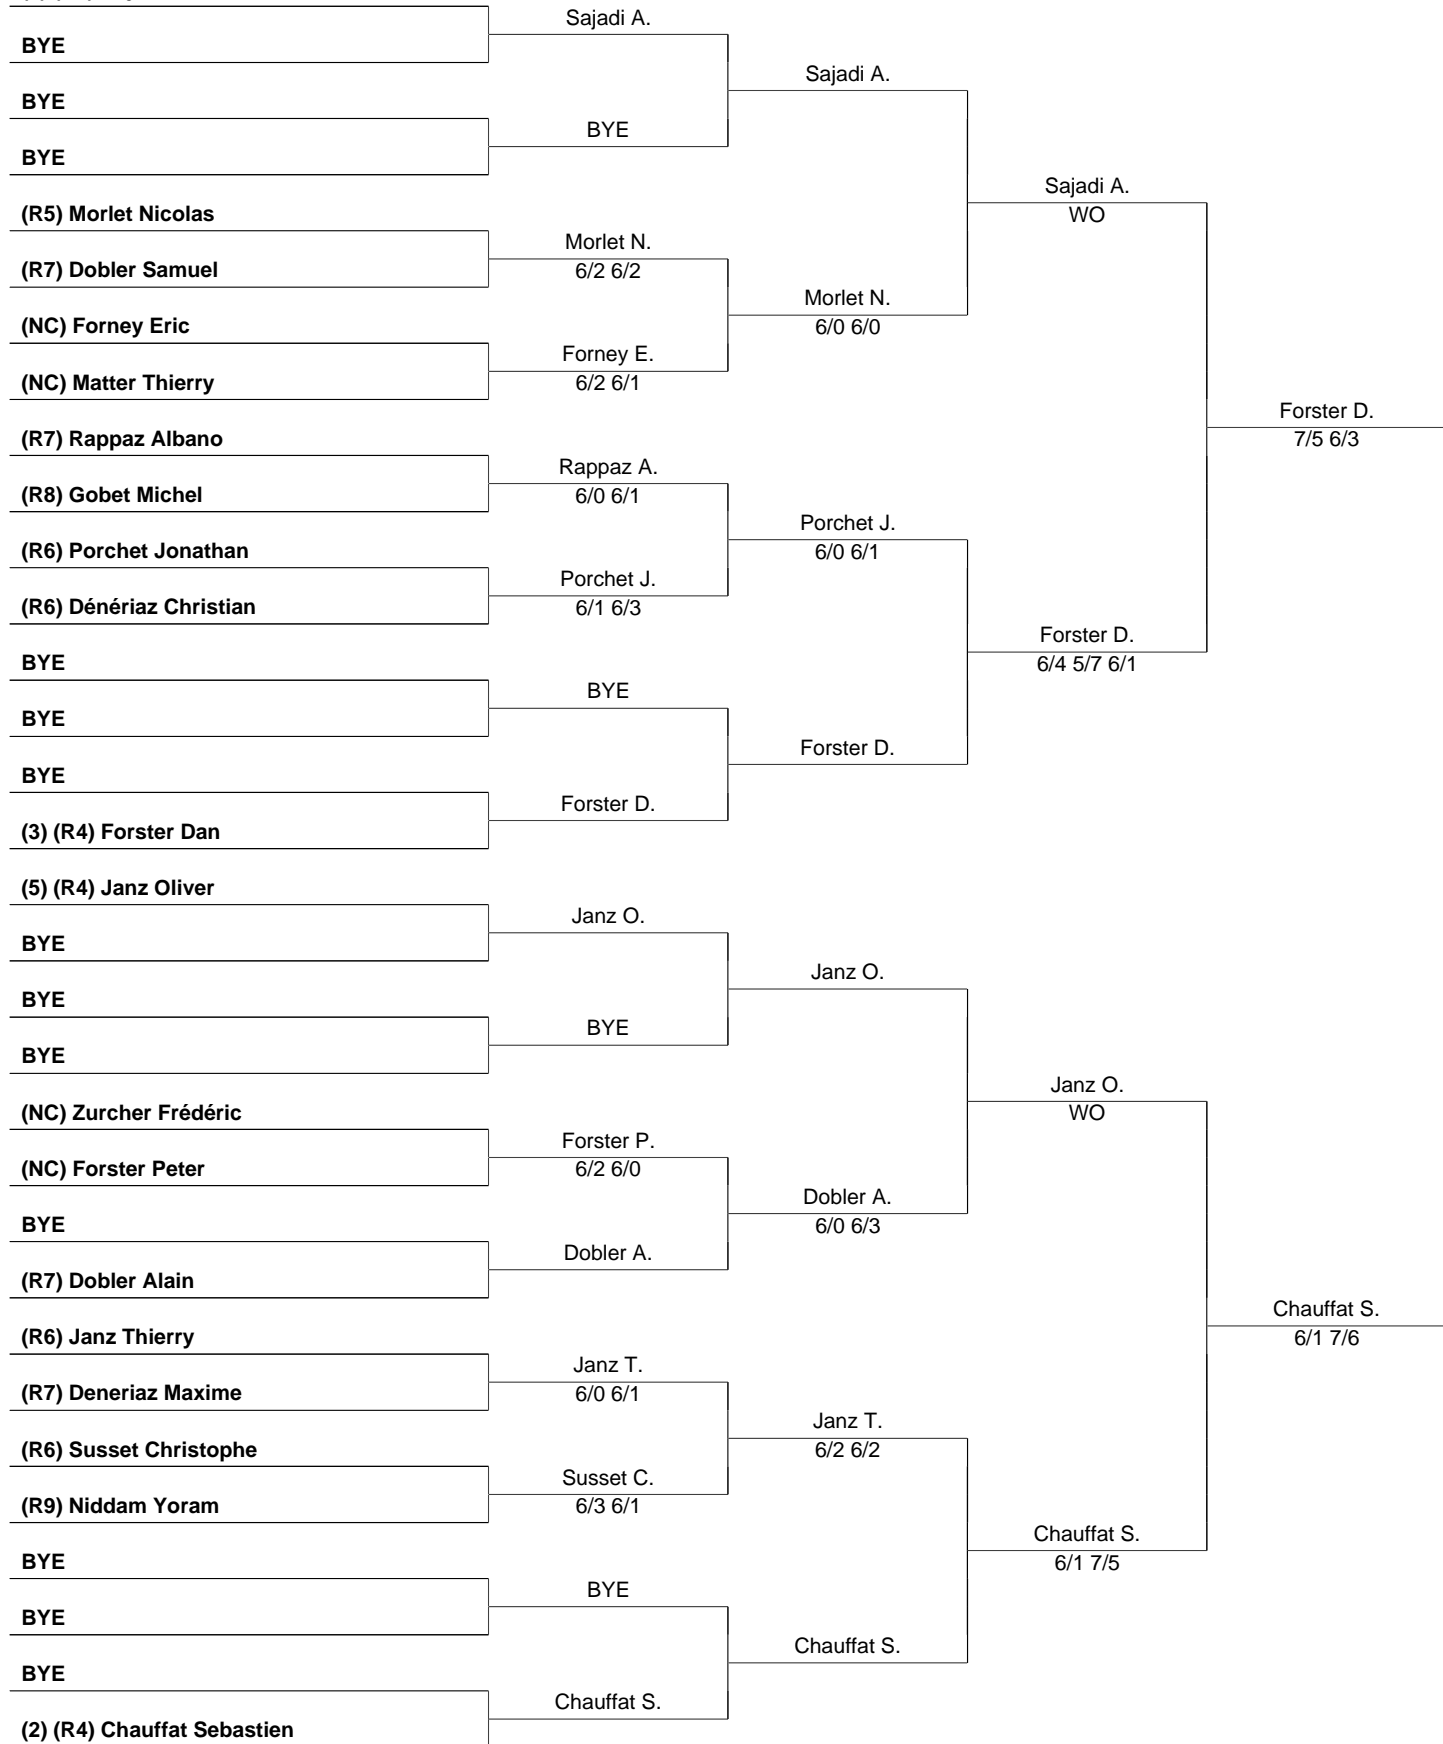 BYE
BYE
BYE
(R5) Morlet Nicolas
(R7) Dobler Samuel
(NC) Forney Eric
(NC) Matter Thierry
(R7) Rappaz Albano
(R8) Gobet Michel
(R6) Porchet Jonathan
(R6) Dénériaz Christian
BYE
BYE
BYE
(3) (R4) Forster Dan
(5) (R4) Janz Oliver
BYE
BYE
BYE
(NC) Zurcher Frédéric
(NC) Forster Peter
BYE
(R7) Dobler Alain
(R6) Janz Thierry
(R7) Deneriaz Maxime
(R6) Susset Christophe
(R9) Niddam Yoram
BYE
BYE
BYE
(2) (R4) Chauffat Sebastien
Sajadi A.
BYE
Morlet N.
6/2 6/2
Forney E.
6/2 6/1
Rappaz A.
6/0 6/1
Porchet J.
6/1 6/3
BYE
Forster D.
Janz O.
BYE
Forster P.
6/2 6/0
Dobler A.
Janz T.
6/0 6/1
Susset C.
6/3 6/1
BYE
Chauffat S.
Sajadi A.
Morlet N.
6/0 6/0
Porchet J.
6/0 6/1
Forster D.
Janz O.
Dobler A.
6/0 6/3
Janz T.
6/2 6/2
Chauffat S.
Sajadi A.
WO
Forster D.
6/4 5/7 6/1
Janz O.
WO
Chauffat S.
6/1 7/5
Forster D.
7/5 6/3
Chauffat S.
6/1 7/6